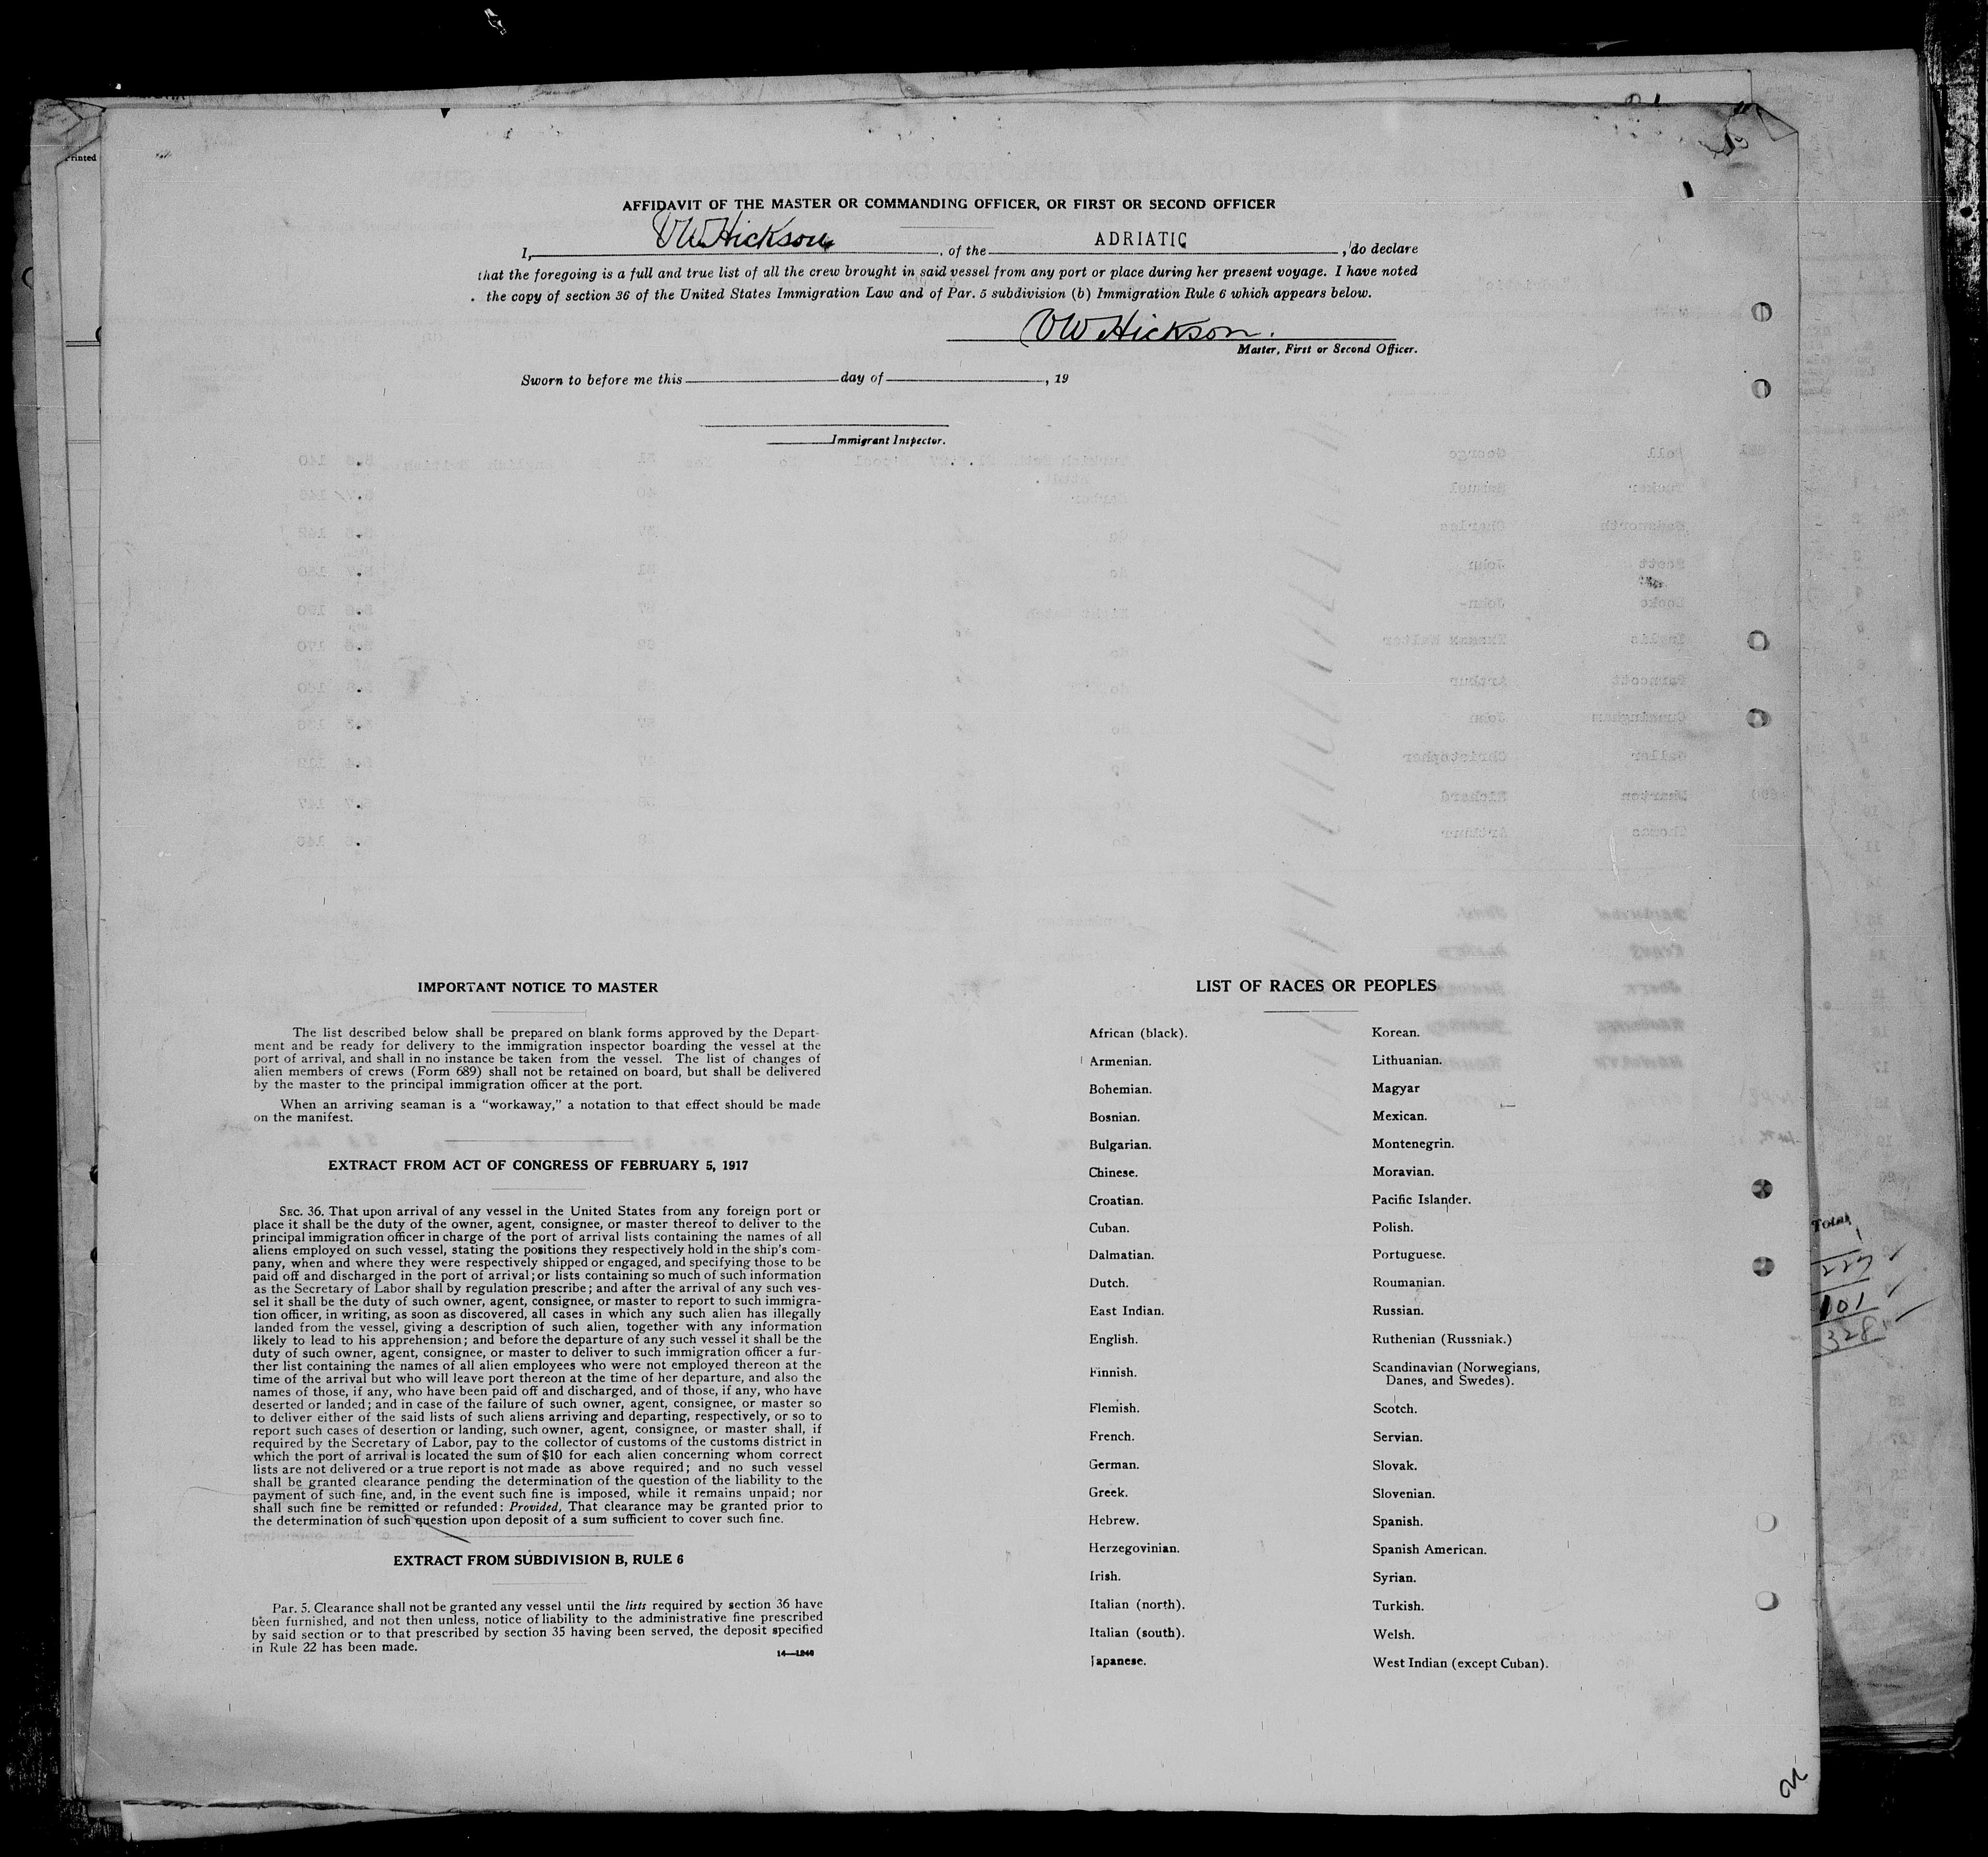 AFFIDAVIT OF THE MASTER OR COMMANDING OFFICER, OR FIRST OR SECOND OFFICER
I, VW Hickson, of the ADRIATIC, do declare
that the foregoing is a full and true list of all the crew brought in said vessel from any port or place during her present voyage. I have noted
the copy of section 36 of the United States Immigration Law and of Par. 5 subdivision (b) Immigration Rule 6 which appears below.
VW Hickson.
Master, First or Second Officer.
Sworn to before me this day of , 19
Immigrant Inspector.
IMPORTANT NOTICE TO MASTER
The list described below shall be prepared on blank forms approved by the Depart-
ment and be ready for delivery to the immigration inspector boarding the vessel at the
port of arrival, and shall in no instance be taken from the vessel. The list of changes of
alien members of crews (Form 689) shall not be retained on board, but shall be delivered
by the master to the principal immigration officer at the port.
When an arriving seaman is a "workaway," a notation to that effect should be made
on the manifest.
EXTRACT FROM ACT OF CONGRESS OF FEBRUARY 5, 1917
SEC. 36. That upon arrival of any vessel in the United States from any foreign port or
place it shall be the duty of the owner, agent, consignee, or master thereof to deliver to the
principal immigration officer in charge of the port of arrival lists containing the names of all
aliens employed on such vessel, stating the positions they respectively hold in the ship's com-
pany, when and where they were respectively shipped or engaged, and specifying those to be
paid off and discharged in the port of arrival; or lists containing so much of such information
as the Secretary of Labor shall by regulation prescribe; and after the arrival of any such ves-
sel it shall be the duty of such owner, agent, consignee, or master to report to such immigra-
tion officer, in writing, as soon as discovered, all cases in which any such alien has illegally
landed from the vessel, giving a description of such alien, together with any information
likely to lead to his apprehension; and before the departure of any such vessel it shall be the
duty of such owner, agent, consignee, or master to deliver to such immigration officer a fur-
ther list containing the names of all alien employees who were not employed thereon at the
time of the arrival but who will leave port thereon at the time of her departure, and also the
names of those, if any, who have been paid off and discharged, and of those, if any, who have
deserted or landed; and in case of the failure of such owner, agent, consignee, or master so
to deliver either of the said lists of such aliens arriving and departing, respectively, or so to
report such cases of desertion or landing, such owner, agent, consignee, or master shall, if
required by the Secretary of Labor, pay to the collector of customs of the customs district in
which the port of arrival is located the sum of $10 for each alien concerning whom correct
lists are not delivered or a true report is not made as above required; and no such vessel
shall be granted clearance pending the determination of the question of the liability to the
payment of such fine, and, in the event such fine is imposed, while it remains unpaid; nor
shall such fine be remitted or refunded: Provided, That clearance may be granted prior to
the determination of such question upon deposit of a sum sufficient to cover such fine.
EXTRACT FROM SUBDIVISION B, RULE 6
Par. 5. Clearance shall not be granted any vessel until the lists required by section 36 have
been furnished, and not then unless, notice of liability to the administrative fine prescribed
by said section or to that prescribed by section 35 having been served, the deposit specified
in Rule 22 has been made.
14—1240
LIST OF RACES OR PEOPLES
African (black).
Armenian.
Bohemian.
Bosnian.
Bulgarian.
Chinese.
Croatian.
Cuban.
Dalmatian.
Dutch.
East Indian.
English.
Finnish.
Flemish.
French.
German.
Greek.
Hebrew.
Herzegovinian.
Irish.
Italian (north).
Italian (south).
Japanese.
Korean.
Lithuanian.
Magyar
Mexican.
Montenegrin.
Moravian.
Pacific Islander.
Polish.
Portuguese.
Roumanian.
Russian.
Ruthenian (Russniak.)
Scandinavian (Norwegians,
Danes, and Swedes).
Scotch.
Servian.
Slovak.
Slovenian.
Spanish.
Spanish American.
Syrian.
Turkish.
Welsh.
West Indian (except Cuban).
Printed
Total
227
101
328